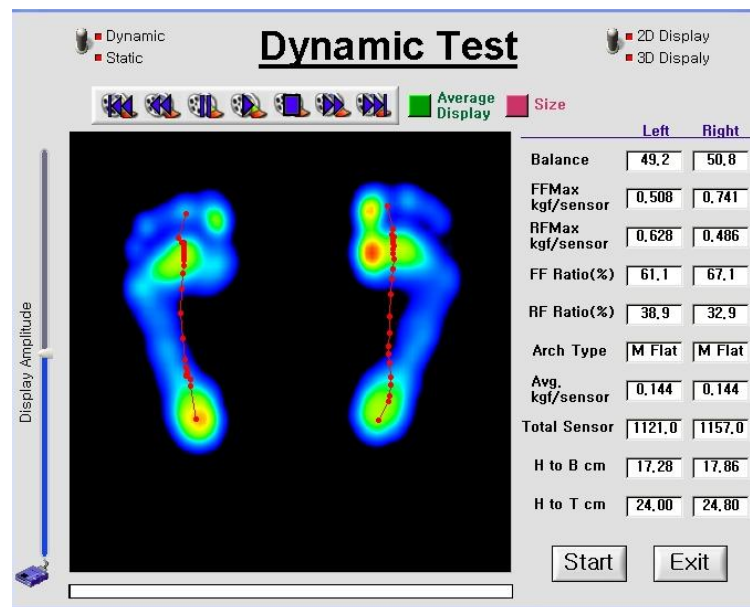 Dynamic
Static
Dynamic Test
2D Display
3D Dispaly
Average
Display
Size
Left Right
Balance 49.2 50.8
FFMax
kgf/sensor 0.508 0.741
RFMax
kgf/sensor 0.628 0.486
FF Ratio(%) 61.1 67.1
RF Ratio(%) 38.9 32.9
Arch Type M Flat M Flat
Avg.
kgf/sensor 0.144 0.144
Total Sensor 1121.0 1157.0
H to B cm 17.28 17.86
H to T cm 24.00 24.80
Display Amplitude
Start Exit